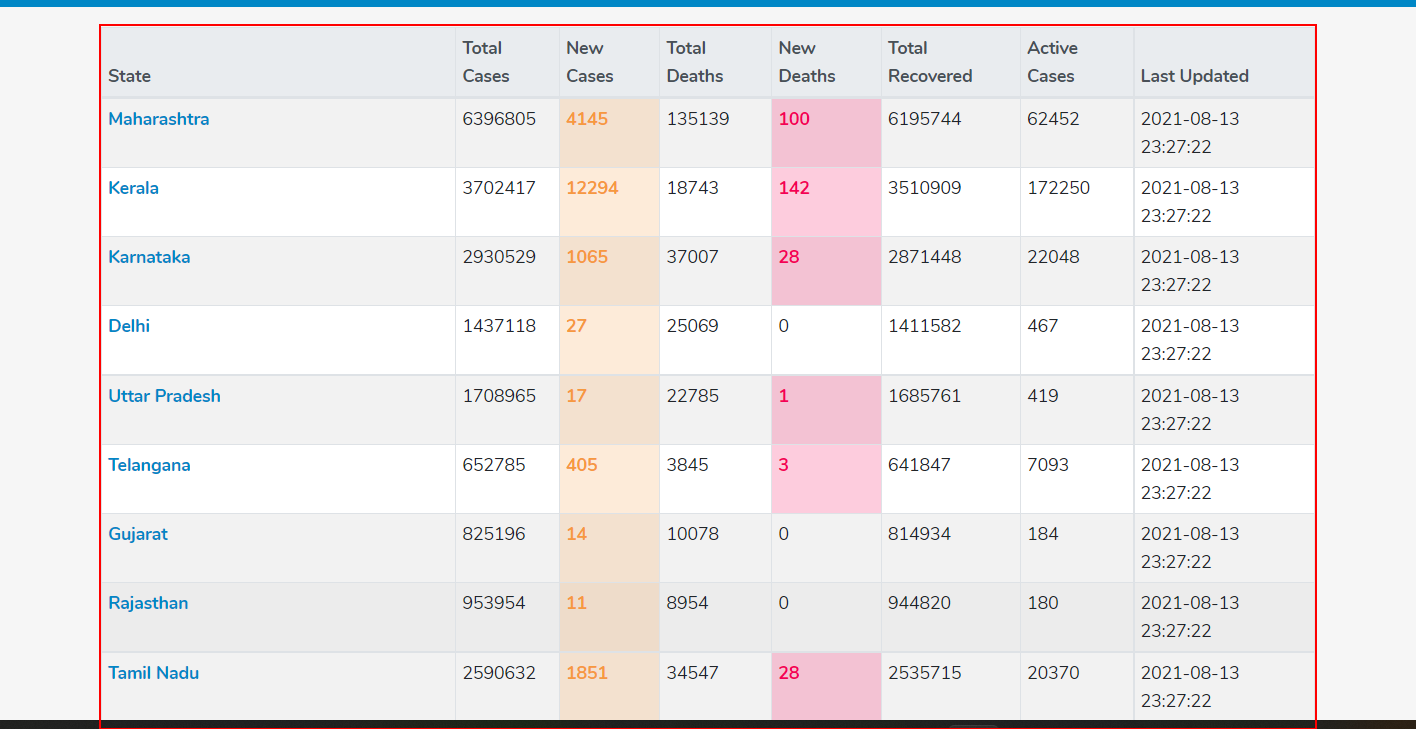 State Total Cases New Cases Total Deaths New Deaths Total Recovered Active Cases Last Updated
Maharashtra 6396805 4145 135139 100 6195744 62452 2021-08-13 23:27:22
Kerala 3702417 12294 18743 142 3510909 172250 2021-08-13 23:27:22
Karnataka 2930529 1065 37007 28 2871448 22048 2021-08-13 23:27:22
Delhi 1437118 27 25069 0 1411582 467 2021-08-13 23:27:22
Uttar Pradesh 1708965 17 22785 1 1685761 419 2021-08-13 23:27:22
Telangana 652785 405 3845 3 641847 7093 2021-08-13 23:27:22
Gujarat 825196 14 10078 0 814934 184 2021-08-13 23:27:22
Rajasthan 953954 11 8954 0 944820 180 2021-08-13 23:27:22
Tamil Nadu 2590632 1851 34547 28 2535715 20370 2021-08-13 23:27:22